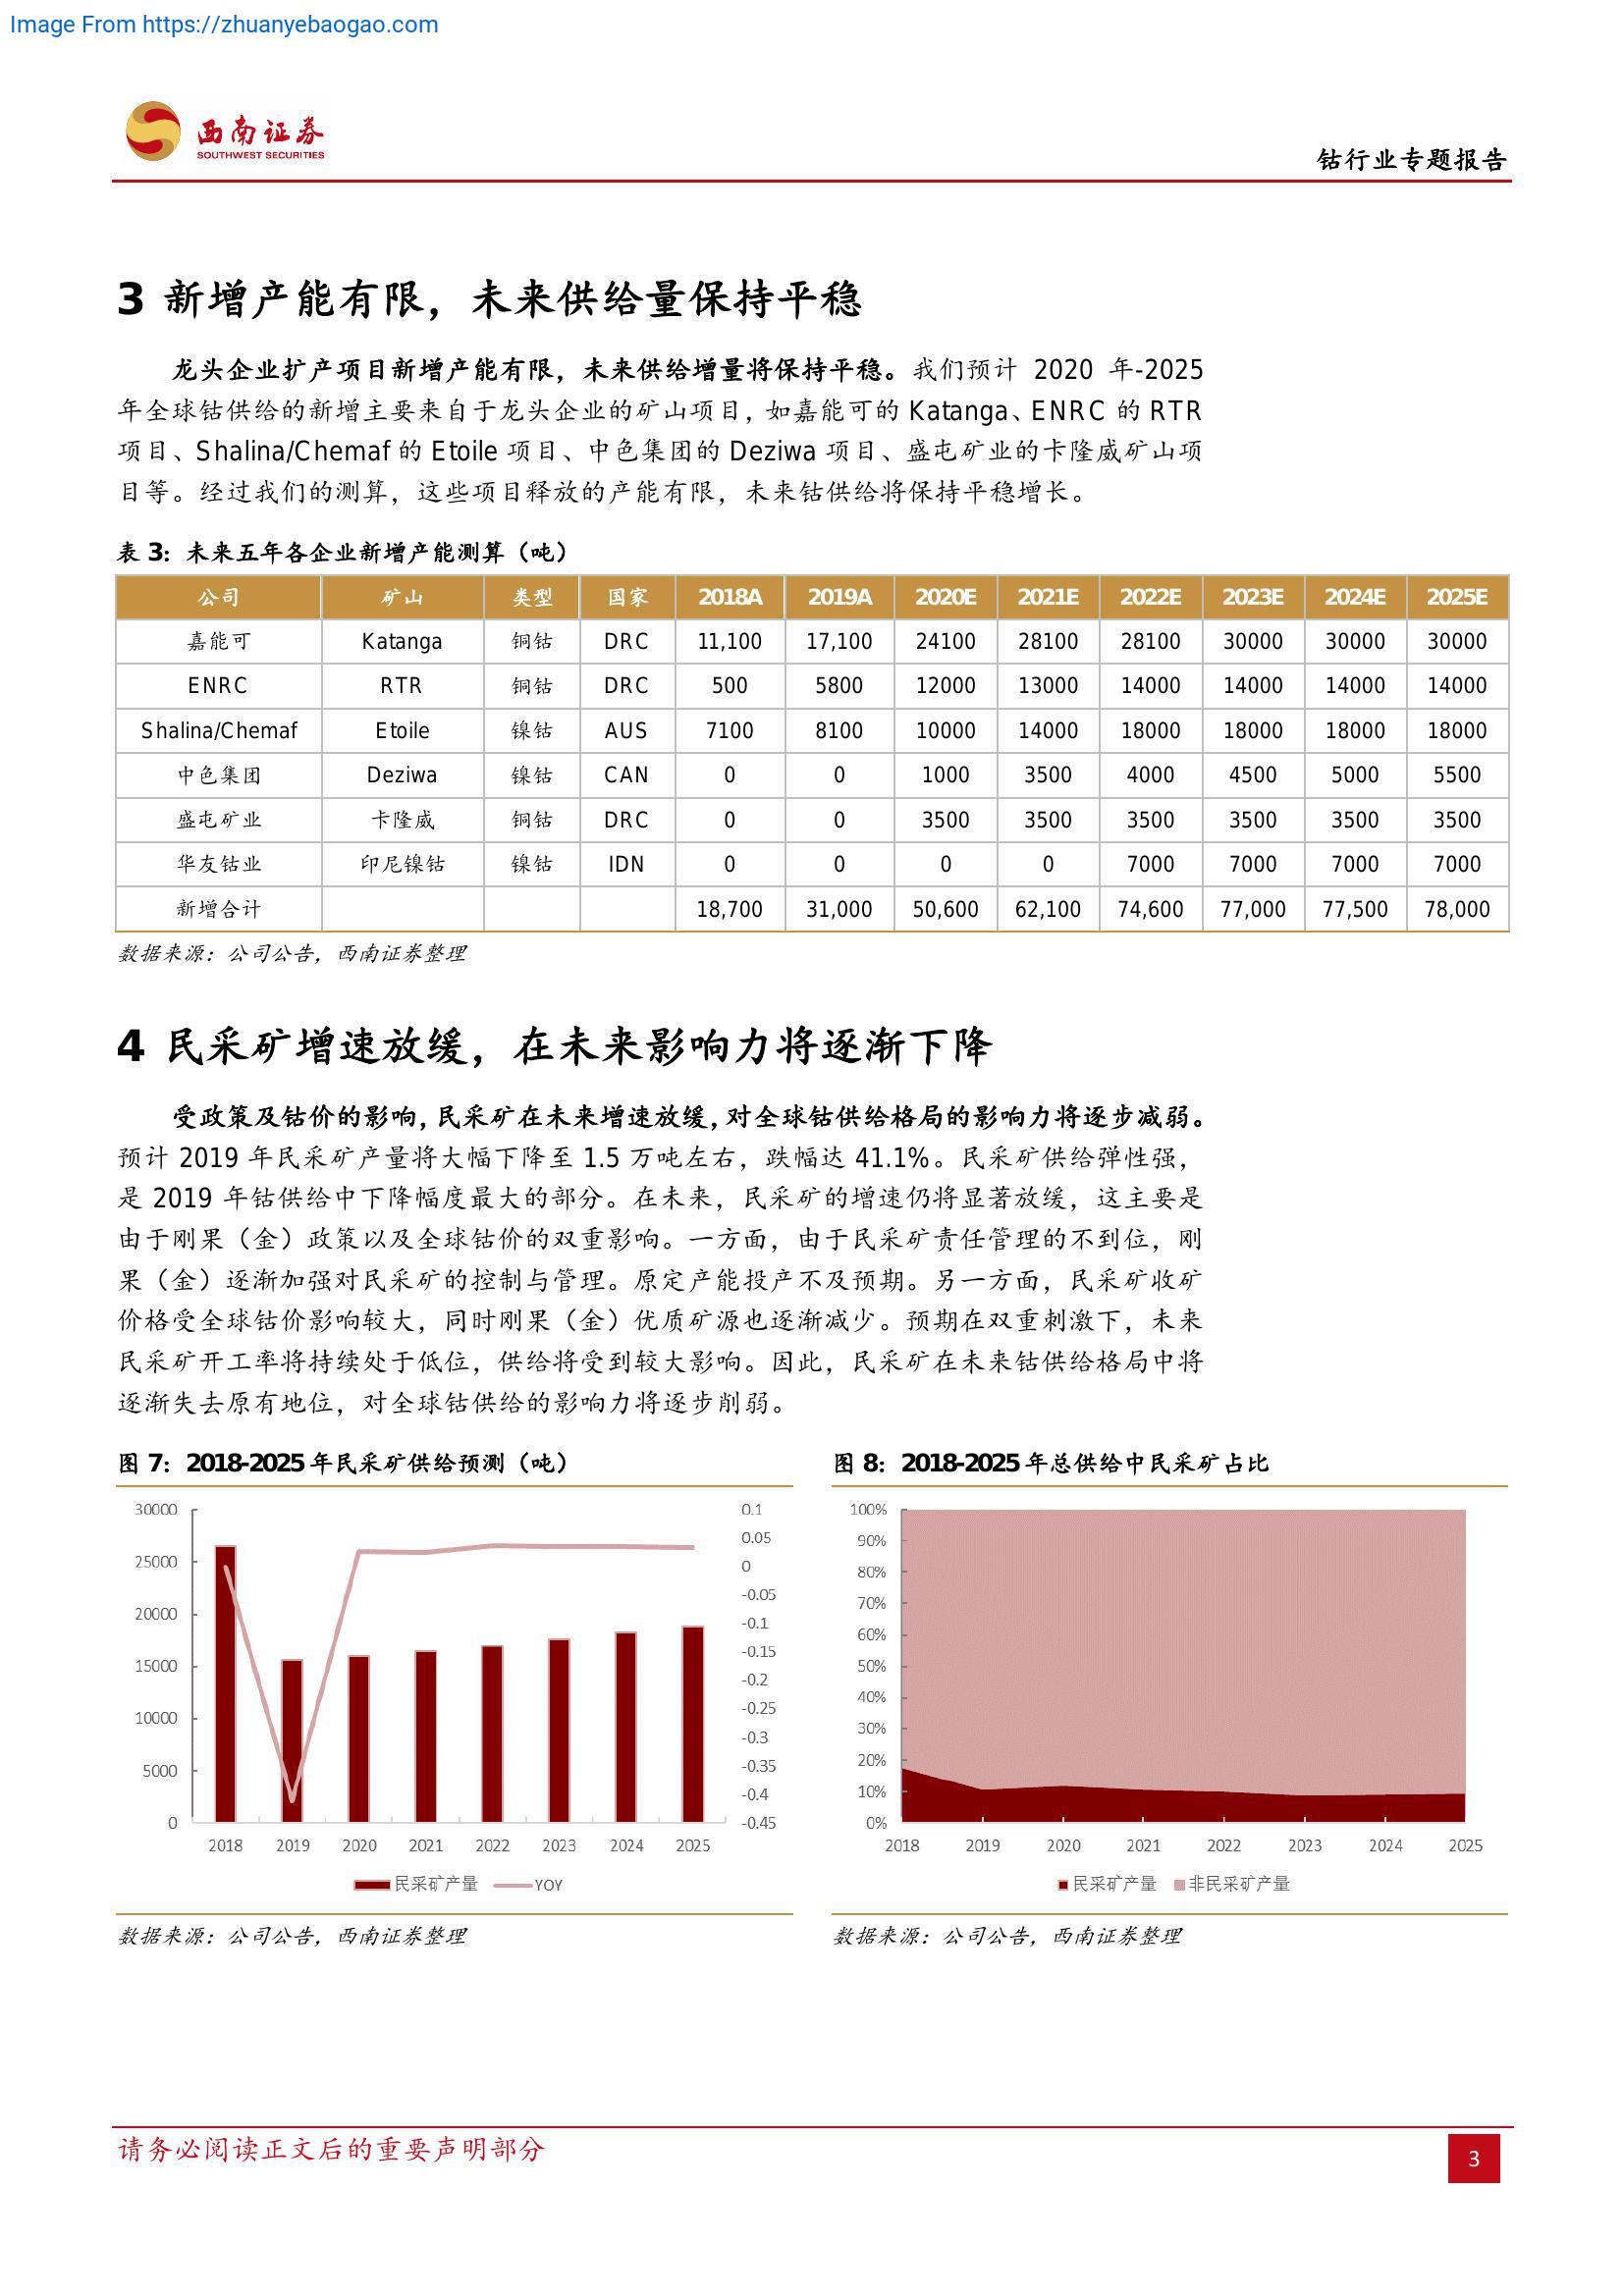 Image From https://zhuanyebaogao.com
西南证券
SOUTHWEST SECURITIES
钴行业专题报告
3 新增产能有限，未来供给量保持平稳
龙头企业扩产项目新增产能有限，未来供给增量将保持平稳。我们预计 2020 年-2025
年全球钴供给的新增主要来自于龙头企业的矿山项目，如嘉能可的 Katanga、ENRC 的 RTR
项目、Shalina/Chemaf 的 Etoile 项目、中色集团的 Deziwa 项目、盛屯矿业的卡隆威矿山项
目等。经过我们的测算，这些项目释放的产能有限，未来钴供给将保持平稳增长。
表 3：未来五年各企业新增产能测算（吨）
公司 矿山 类型 国家 2018A 2019A 2020E 2021E 2022E 2023E 2024E 2025E
嘉能可 Katanga 铜钴 DRC 11,100 17,100 24100 28100 28100 30000 30000 30000
ENRC RTR 铜钴 DRC 500 5800 12000 13000 14000 14000 14000 14000
Shalina/Chemaf Etoile 镍钴 AUS 7100 8100 10000 14000 18000 18000 18000 18000
中色集团 Deziwa 镍钴 CAN 0 0 1000 3500 4000 4500 5000 5500
盛屯矿业 卡隆威 铜钴 DRC 0 0 3500 3500 3500 3500 3500 3500
华友钴业 印尼镍钴 镍钴 IDN 0 0 0 0 7000 7000 7000 7000
新增合计 18,700 31,000 50,600 62,100 74,600 77,000 77,500 78,000
数据来源：公司公告，西南证券整理
4 民采矿增速放缓，在未来影响力将逐渐下降
受政策及钴价的影响，民采矿在未来增速放缓，对全球钴供给格局的影响力将逐步减弱。
预计 2019 年民采矿产量将大幅下降至 1.5 万吨左右，跌幅达 41.1%。民采矿供给弹性强，
是 2019 年钴供给中下降幅度最大的部分。在未来，民采矿的增速仍将显著放缓，这主要是
由于刚果（金）政策以及全球钴价的双重影响。一方面，由于民采矿责任管理的不到位，刚
果（金）逐渐加强对民采矿的控制与管理。原定产能投产不及预期。另一方面，民采矿收矿
价格受全球钴价影响较大，同时刚果（金）优质矿源也逐渐减少。预期在双重刺激下，未来
民采矿开工率将持续处于低位，供给将受到较大影响。因此，民采矿在未来钴供给格局中将
逐渐失去原有地位，对全球钴供给的影响力将逐步削弱。
图 7：2018-2025 年民采矿供给预测（吨）
30000
25000
20000
15000
10000
5000
0
0.1
0.05
0
-0.05
-0.1
-0.15
-0.2
-0.25
-0.3
-0.35
-0.4
-0.45
2018 2019 2020 2021 2022 2023 2024 2025
民采矿产量 YOY
数据来源：公司公告，西南证券整理
图 8：2018-2025 年总供给中民采矿占比
100%
90%
80%
70%
60%
50%
40%
30%
20%
10%
0%
2018 2019 2020 2021 2022 2023 2024 2025
民采矿产量 非民采矿产量
数据来源：公司公告，西南证券整理
请务必阅读正文后的重要声明部分
3